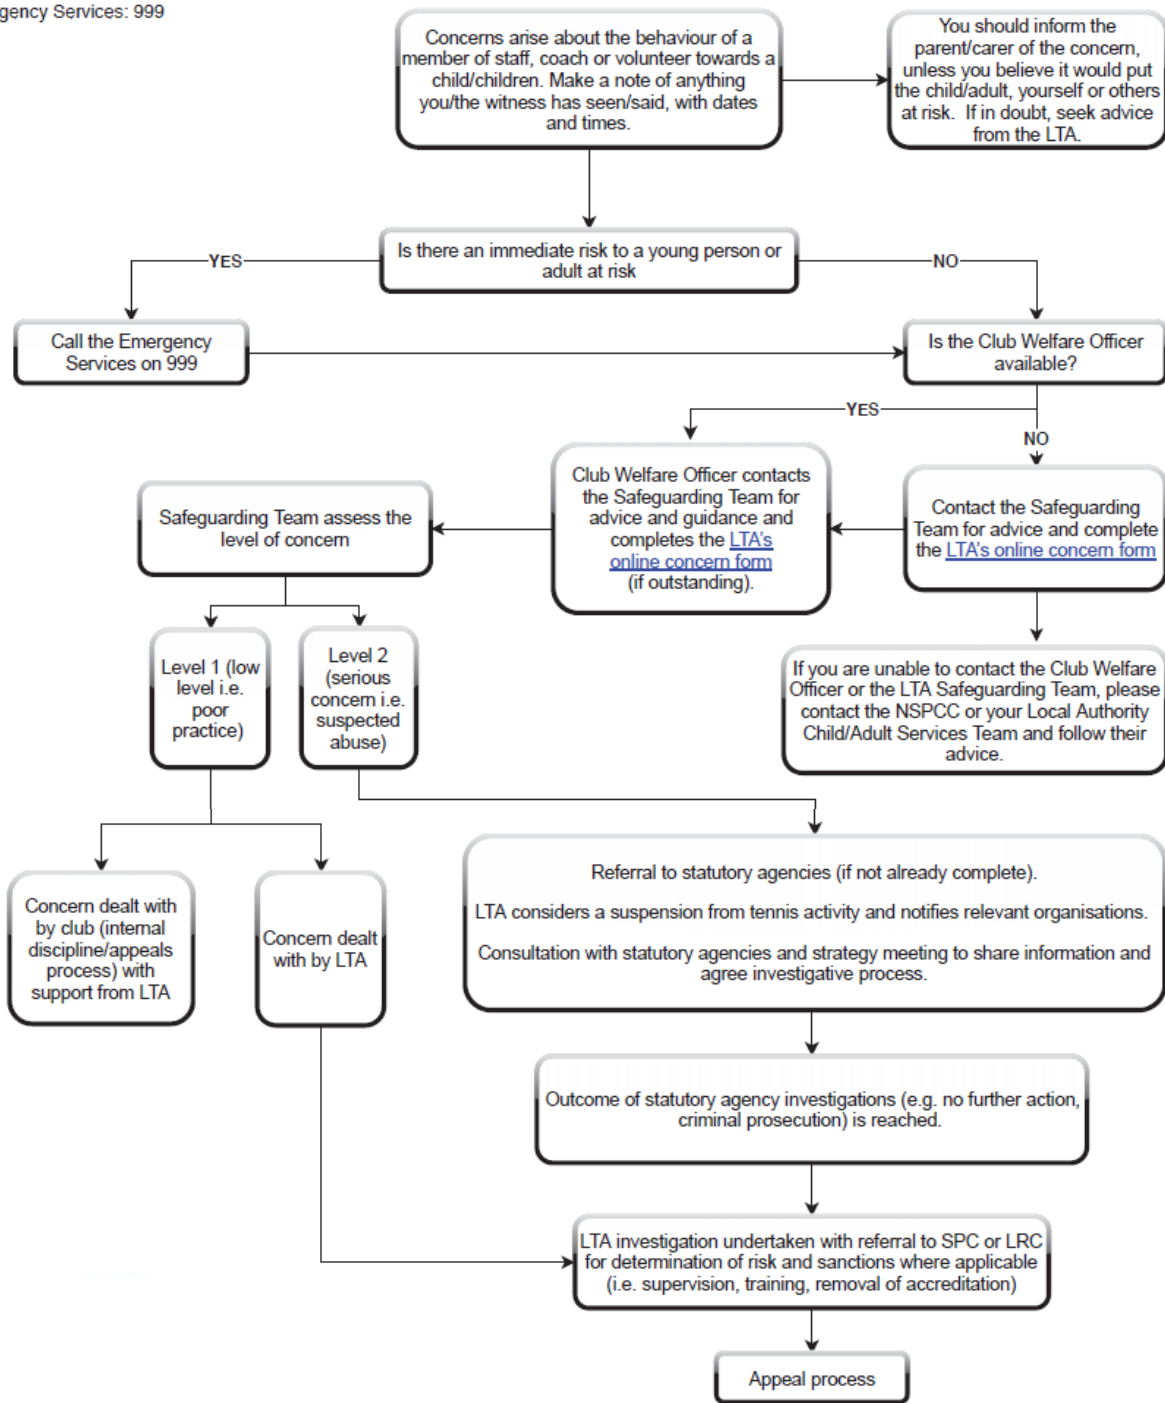 gency Services: 999
Concerns arise about the behaviour of a
member of staff, coach or volunteer towards a
child/children. Make a note of anything
you/the witness has seen/said, with dates
and times.
You should inform the
parent/carer of the concern,
unless you believe it would put
the child/adult, yourself or others
at risk. If in doubt, seek advice
from the LTA.
Is there an immediate risk to a young person or
adult at risk
YES
NO
Call the Emergency
Services on 999
Is the Club Welfare Officer
available?
YES
NO
Club Welfare Officer contacts
the Safeguarding Team for
advice and guidance and
completes the LTA's
online concern form
(if outstanding).
Contact the Safeguarding
Team for advice and complete
the LTA's online concern form
Safeguarding Team assess the
level of concern
Level 1 (low
level i.e.
poor
practice)
Level 2
(serious
concern i.e.
suspected
abuse)
If you are unable to contact the Club Welfare
Officer or the LTA Safeguarding Team, please
contact the NSPCC or your Local Authority
Child/Adult Services Team and follow their
advice.
Concern dealt with
by club (internal
discipline/appeals
process) with
support from LTA
Concern dealt
with by LTA
Referral to statutory agencies (if not already complete).
LTA considers a suspension from tennis activity and notifies relevant organisations.
Consultation with statutory agencies and strategy meeting to share information and
agree investigative process.
Outcome of statutory agency investigations (e.g. no further action,
criminal prosecution) is reached.
LTA investigation undertaken with referral to SPC or LRC
for determination of risk and sanctions where applicable
(i.e. supervision, training, removal of accreditation)
Appeal process